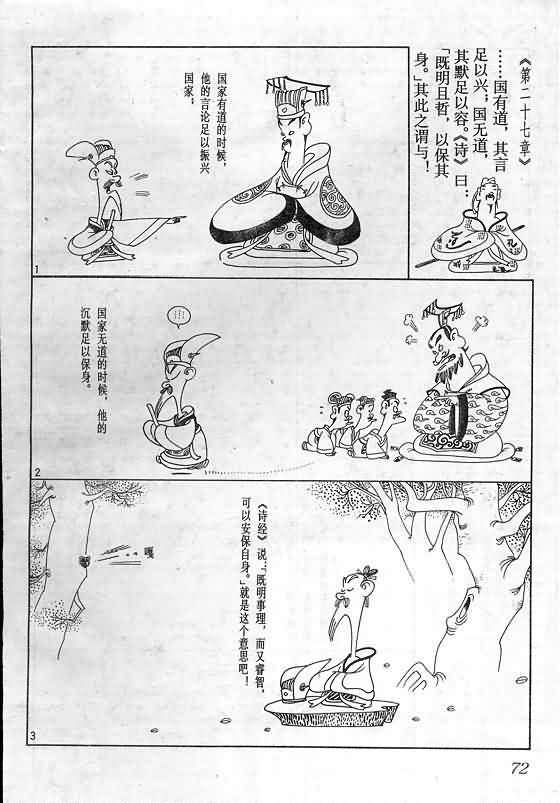 《第二十七章》
……国有道，其言
足以兴；国无道，
其默足以容。《诗》曰：
“既明且哲，以保其
身。”其此之谓与！
国家有道的时候，
他的言论足以振兴
国家；
1
国家无道的时候，他的
沉默足以保身。
2
《诗经》说：“既明事理，而又睿智，
可以安保自身。”就是这个意思吧！
嘎
3
孔
72